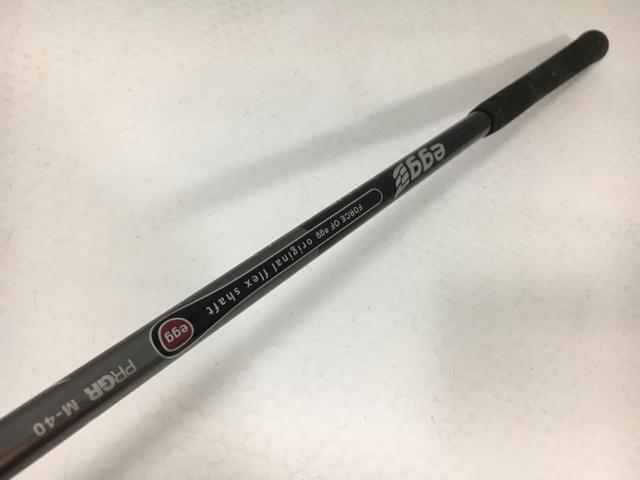 egg
FORCE OF egg original flex shaft
egg
PRGR M-40